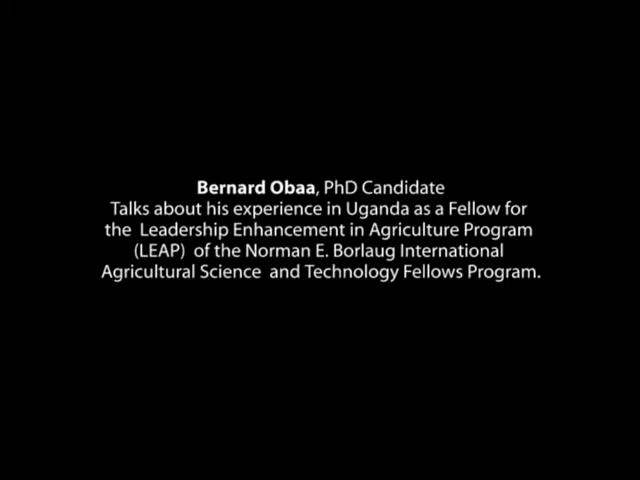 Bernard Obaa, PhD Candidate
Talks about his experience in Uganda as a Fellow for
the Leadership Enhancement in Agriculture Program
(LEAP) of the Norman E. Borlaug International
Agricultural Science and Technology Fellows Program.